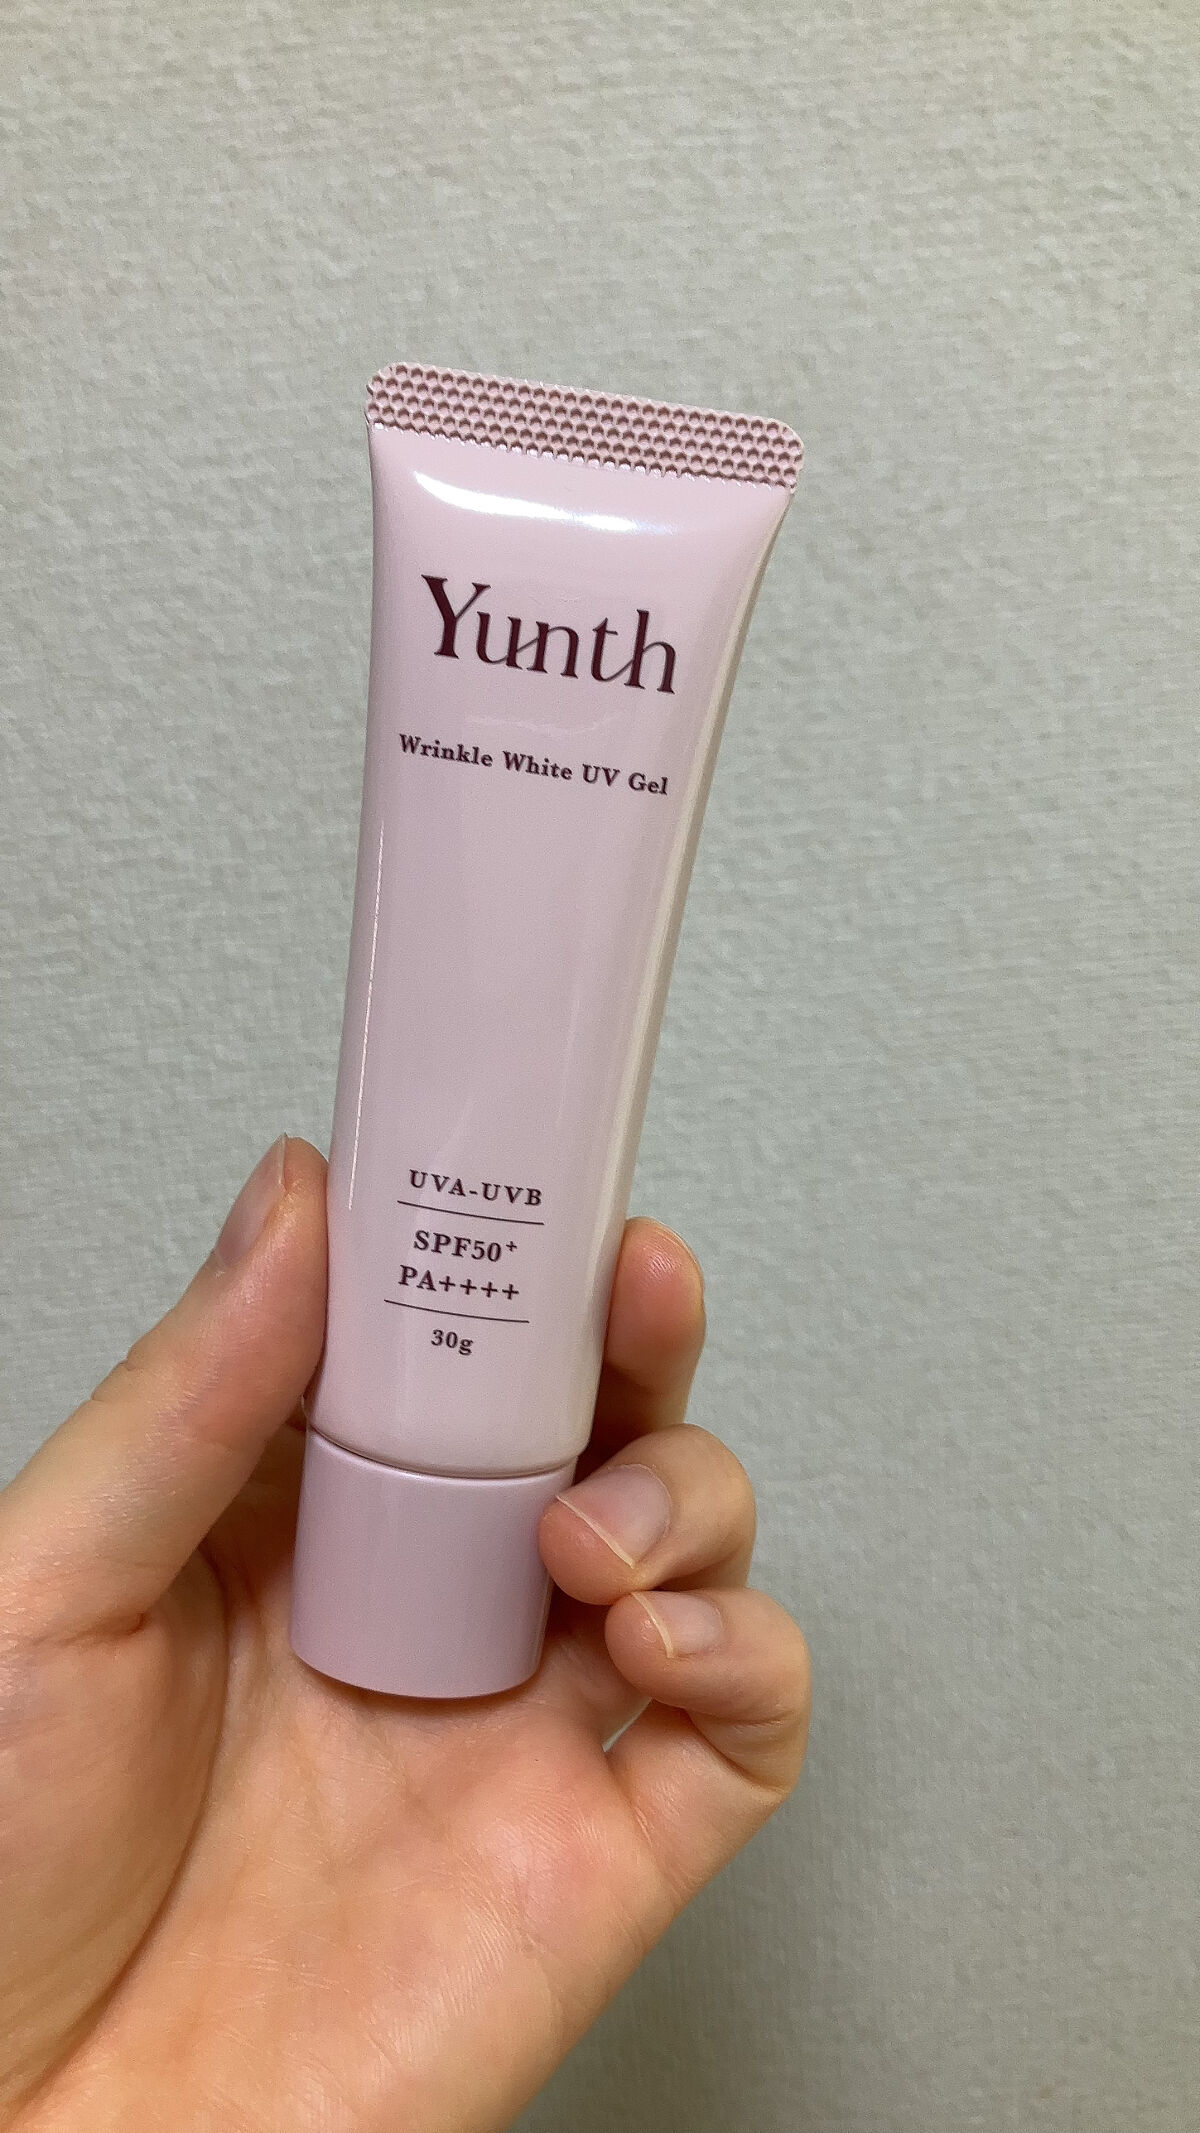 Yunth
Wrinkle White UV Gel
UVA-UVB
SPF50⁺
PA++++
30g